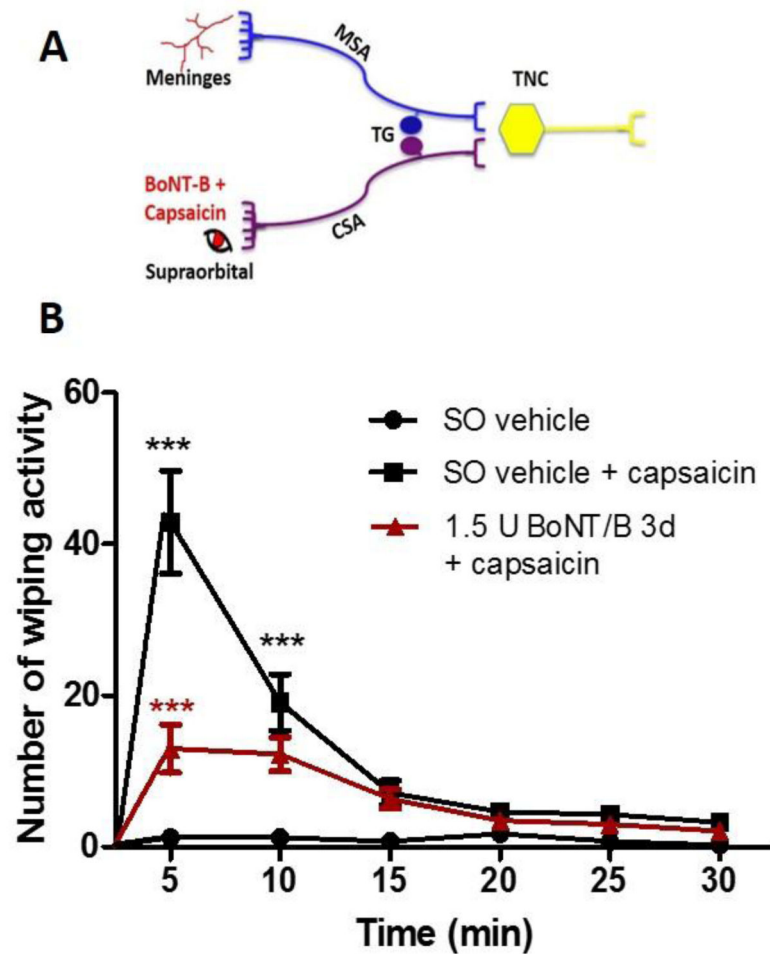 A
Meninges
MSA
TNC
TG
BoNT-B +
Capsaicin
CSA
Supraorbital
B
Number of wiping activity
60
40
20
0
***
***
***
SO vehicle
SO vehicle + capsaicin
1.5 U BoNT/B 3d
+ capsaicin
5 10 15 20 25 30
Time (min)